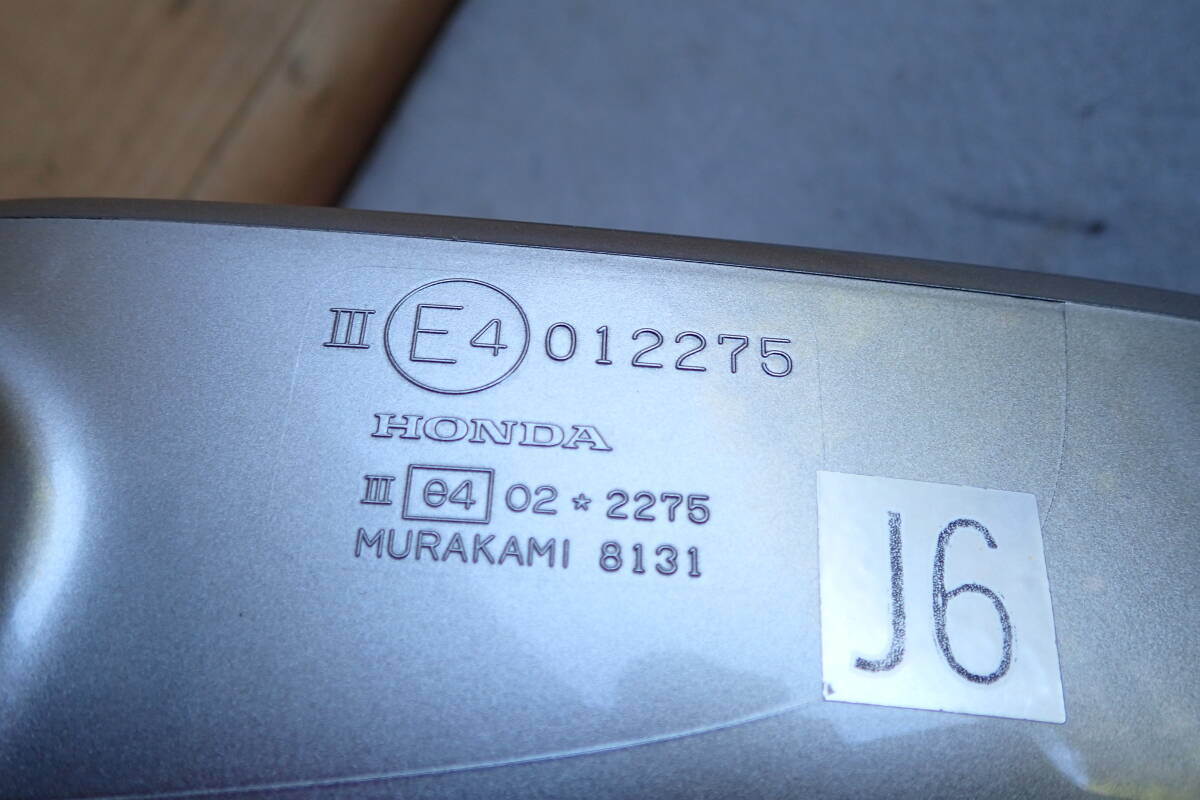 III E4 012275
HONDA
III e4 02*2275
MURAKAMI 8131
J6